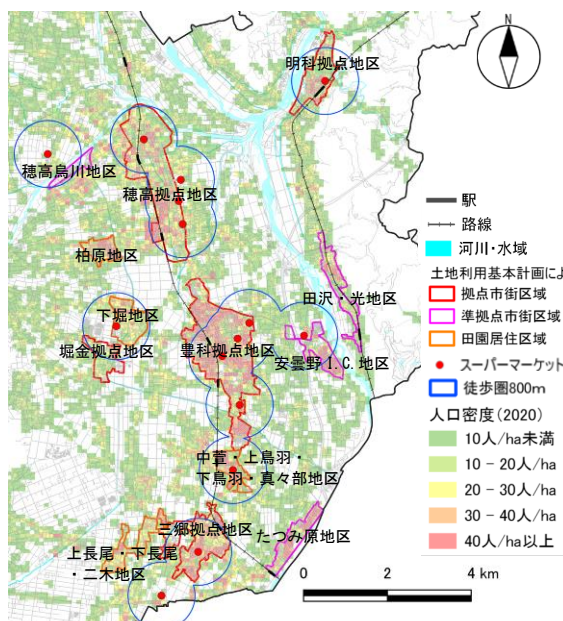 N
明科拠点地区
穂高烏川地区
穂高拠点地区
柏原地区
田沢・光地区
下堀地区
堀金拠点地区
豊科拠点地区
安曇野I.C.地区
中萱・上鳥羽・
下鳥羽・真々部地区
三郷拠点地区
たつみ原地区
上長尾・下長尾
・二木地区
駅
路線
河川・水域
土地利用基本計画によ
拠点市街区域
準拠点市街区域
田園居住区域
スーパーマーケット
徒歩圏800m
人口密度(2020)
10人/ha未満
10 - 20人/ha
20 - 30人/ha
30 - 40人/ha
40人/ha以上
0 2 4 km